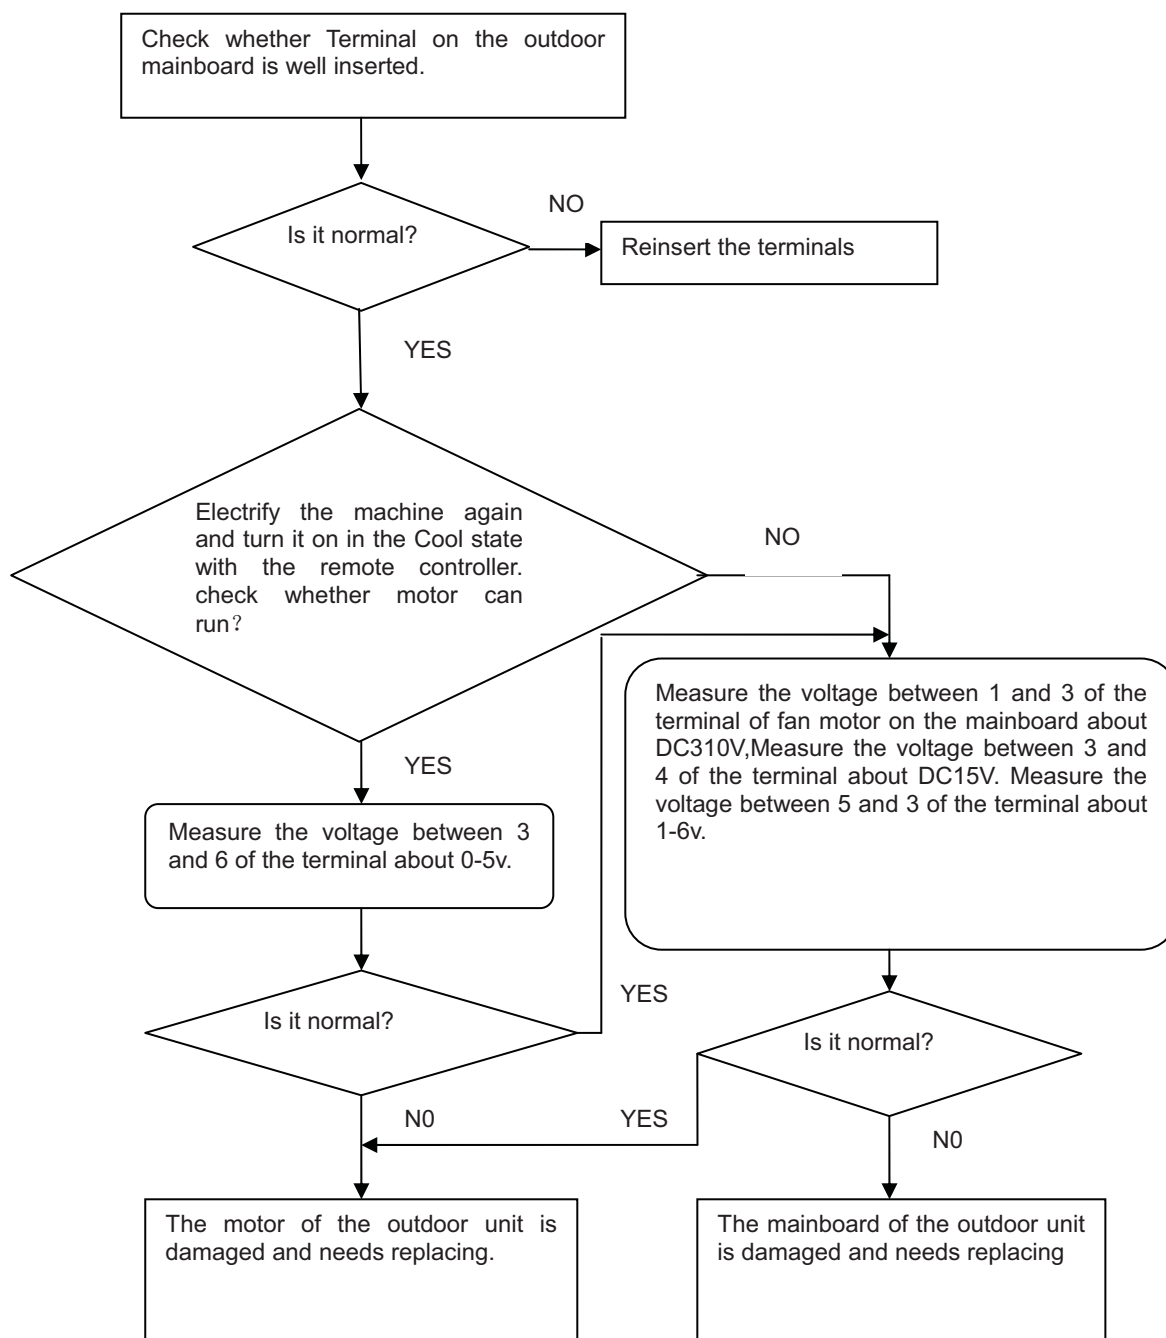 Check whether Terminal on the outdoor
mainboard is well inserted.
NO
Is it normal?
Reinsert the terminals
YES
Electrify the machine again
and turn it on in the Cool state
with the remote controller.
check whether motor can
run？
NO
Measure the voltage between 1 and 3 of the
terminal of fan motor on the mainboard about
DC310V,Measure the voltage between 3 and
4 of the terminal about DC15V. Measure the
voltage between 5 and 3 of the terminal about
1-6v.
YES
Measure the voltage between 3
and 6 of the terminal about 0-5v.
YES
Is it normal?
Is it normal?
N0
YES
N0
The motor of the outdoor unit is
damaged and needs replacing.
The mainboard of the outdoor unit
is damaged and needs replacing